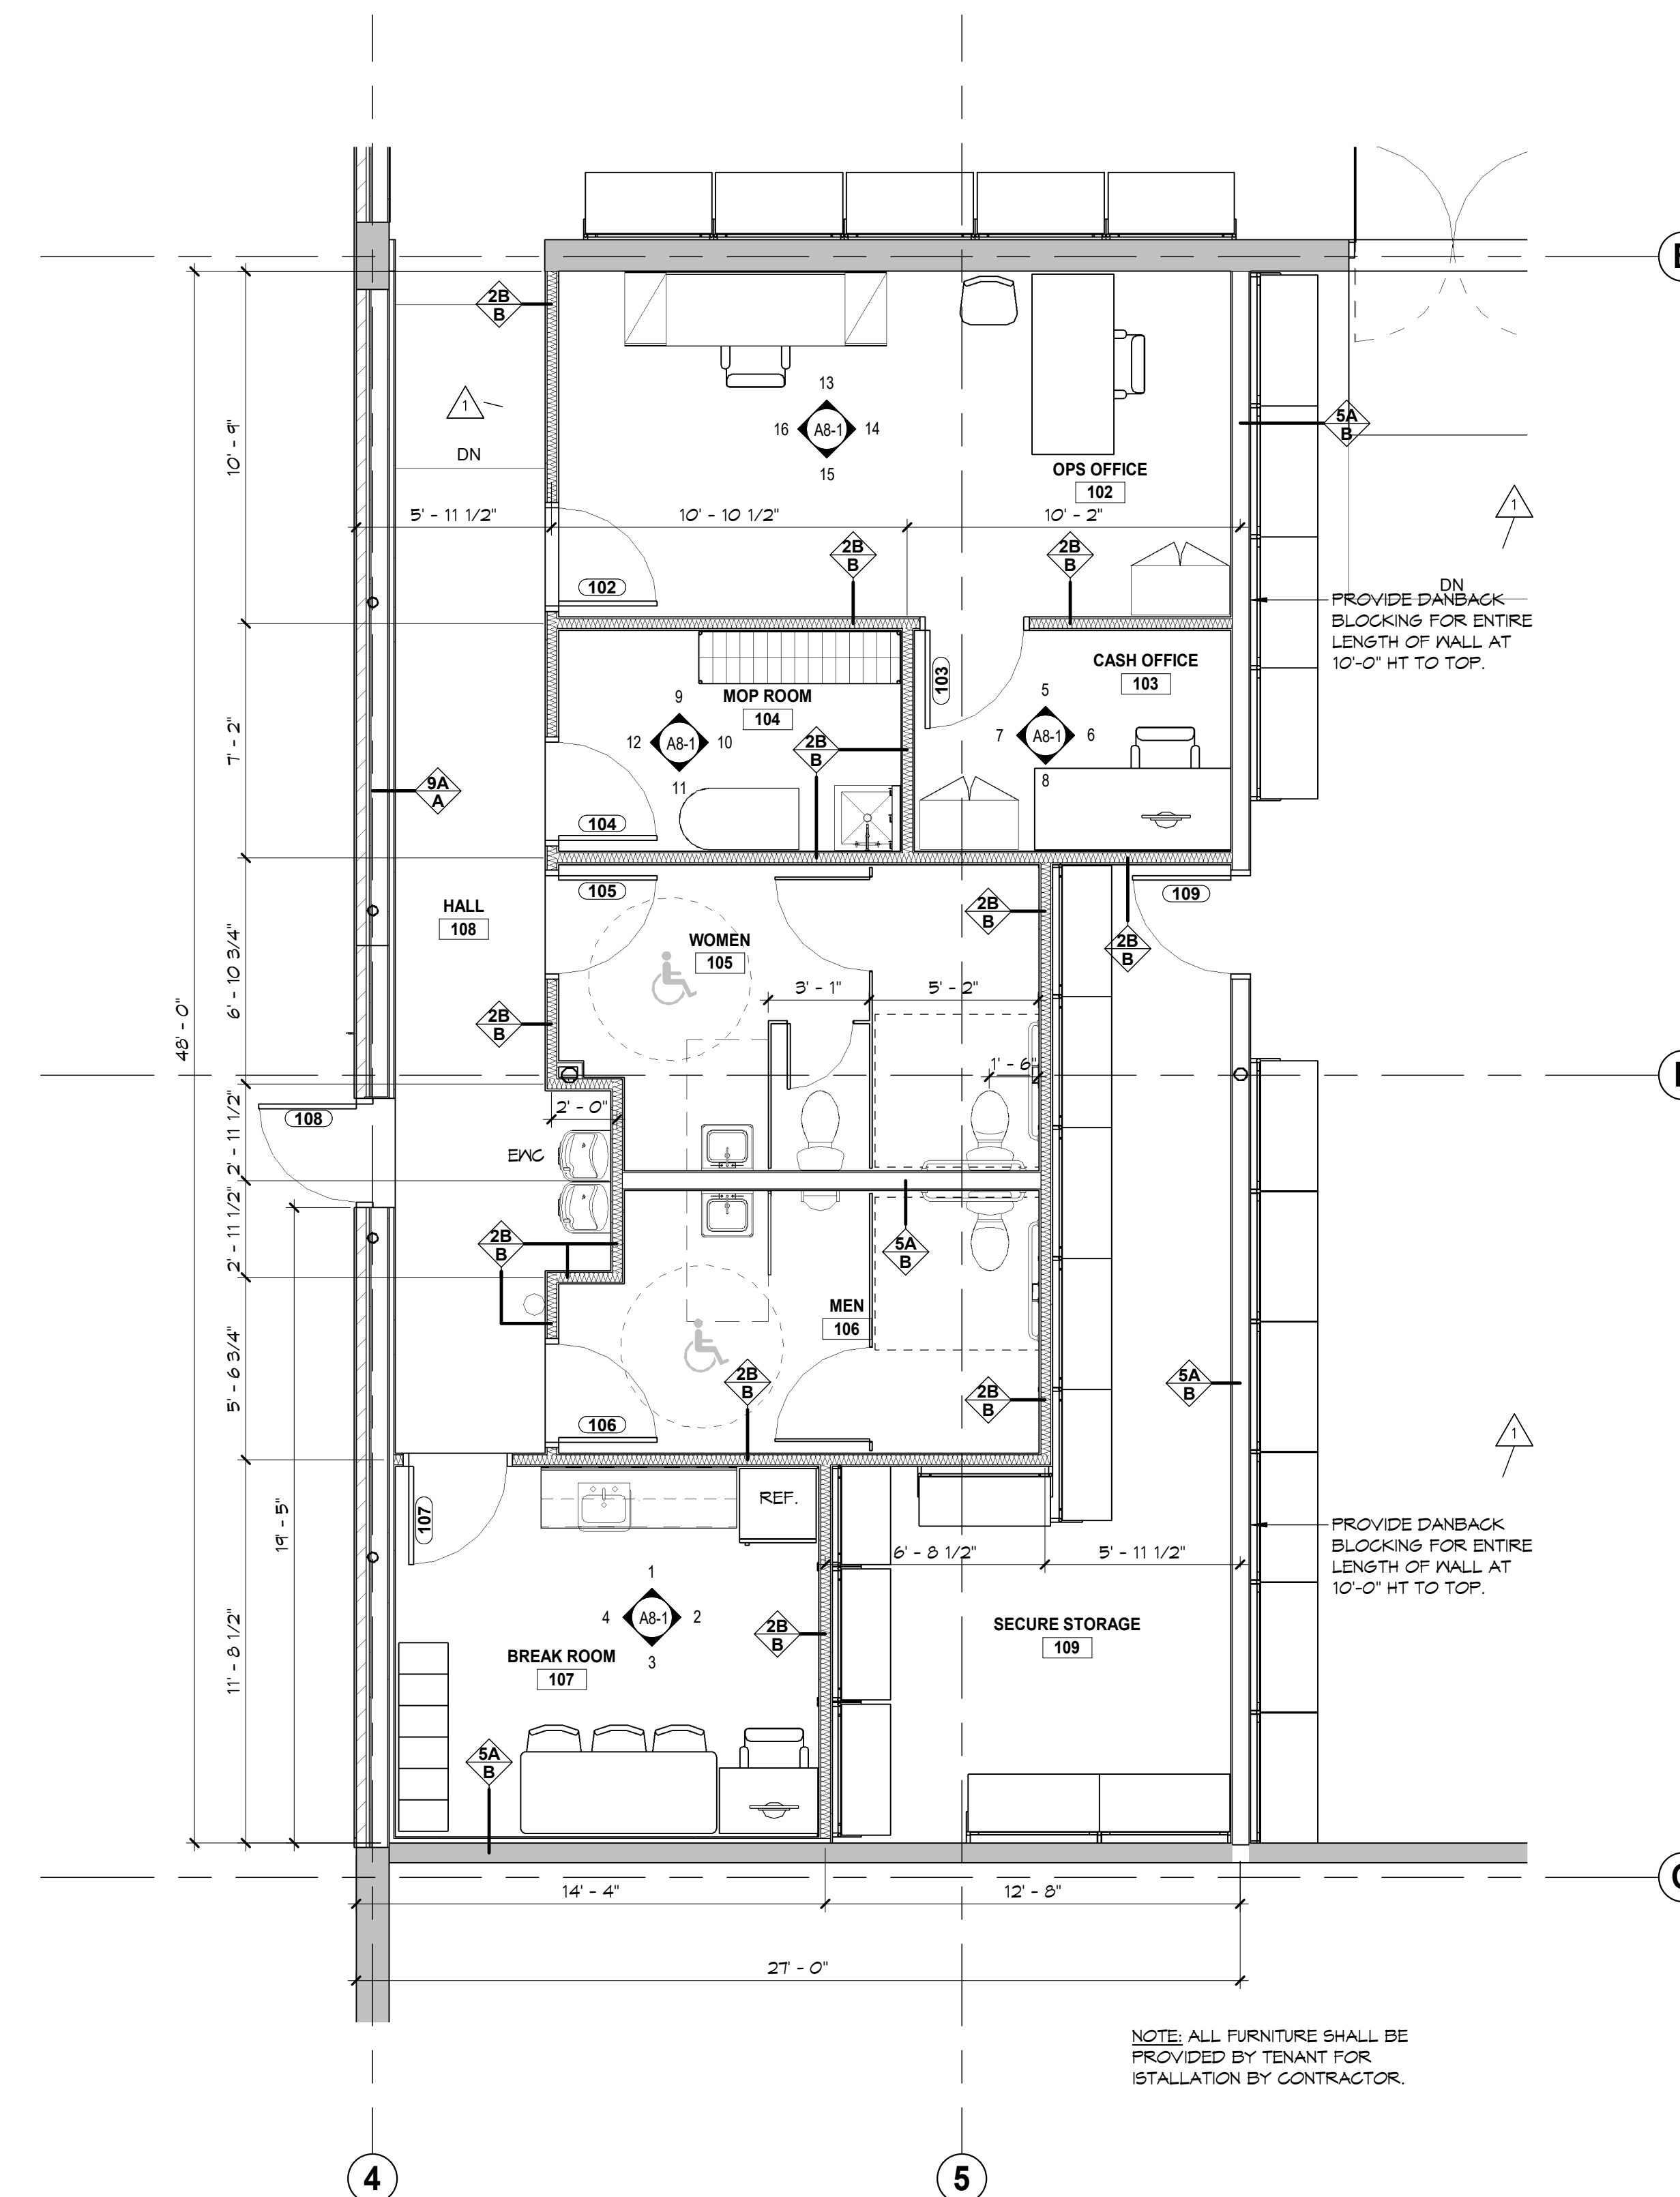 2B
B
1
DN
10' - 9"
13
16
A8-1
14
15
OPS OFFICE
102
5A
B
1
5' - 11 1/2"
10' - 10 1/2"
10' - 2"
2B
B
2B
B
102
DN
PROVIDE DANBACK
BLOCKING FOR ENTIRE
LENGTH OF WALL AT
10'-0" HT TO TOP.
7' - 2"
MOP ROOM
104
103
CASH OFFICE
103
9
12
A8-1
10
11
2B
B
5
7
A8-1
6
8
9A
A
104
105
109
HALL
108
WOMEN
105
2B
B
2B
B
6' - 10 3/4"
48' - 0"
2B
B
3' - 1"
5' - 2"
1' - 6"
108
2' - 0"
2' - 11 1/2"
EWC
2' - 11 1/2"
2B
B
5A
B
MEN
106
5' - 6 3/4"
2B
B
2B
B
5A
B
106
1
19' - 5"
107
REF.
PROVIDE DANBACK
BLOCKING FOR ENTIRE
LENGTH OF WALL AT
10'-0" HT TO TOP.
6' - 8 1/2"
5' - 11 1/2"
11' - 8 1/2"
1
4
A8-1
2
3
2B
B
BREAK ROOM
107
SECURE STORAGE
109
5A
B
14' - 4"
12' - 8"
27' - 0"
NOTE: ALL FURNITURE SHALL BE
PROVIDED BY TENANT FOR
ISTALLATION BY CONTRACTOR.
4
5